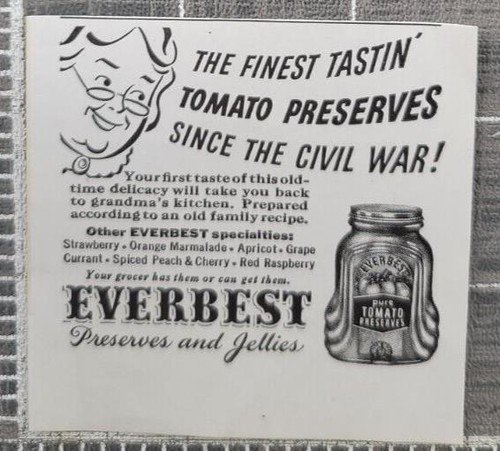 THE FINEST TASTIN'
TOMATO PRESERVES
SINCE THE CIVIL WAR!
Your first taste of this old-
time delicacy will take you back
to grandma's kitchen. Prepared
according to an old family recipe.
Other EVERBEST specialties:
Strawberry • Orange Marmalade • Apricot • Grape
Currant • Spiced Peach & Cherry • Red Raspberry
Your grocer has them or can get them.
EVERBEST
Preserves and Jellies
EVERBEST
PURE
TOMATO
PRESERVES